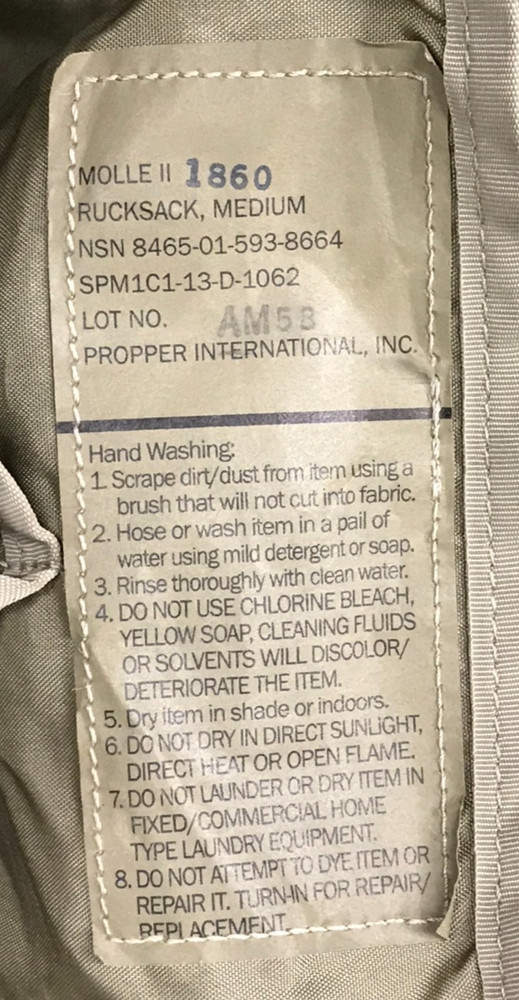 MOLLE II 1860
RUCKSACK, MEDIUM
NSN 8465-01-593-8664
SPM1C1-13-D-1062
LOT NO. AM58
PROPPER INTERNATIONAL, INC.
Hand Washing:
1. Scrape dirt/dust from item using a
brush that will not cut into fabric.
2. Hose or wash item in a pail of
water using mild detergent or soap.
3. Rinse thoroughly with clean water.
4. DO NOT USE CHLORINE BLEACH,
YELLOW SOAP, CLEANING FLUIDS
OR SOLVENTS WILL DISCOLOR/
DETERIORATE THE ITEM.
5. Dry item in shade or indoors.
6. DO NOT DRY IN DIRECT SUNLIGHT,
DIRECT HEAT OR OPEN FLAME.
7. DO NOT LAUNDER OR DRY ITEM IN
FIXED/COMMERCIAL HOME
TYPE LAUNDRY EQUIPMENT.
8. DO NOT ATTEMPT TO DYE ITEM OR
REPAIR IT. TURN-IN FOR REPAIR/
REPLACEMENT.